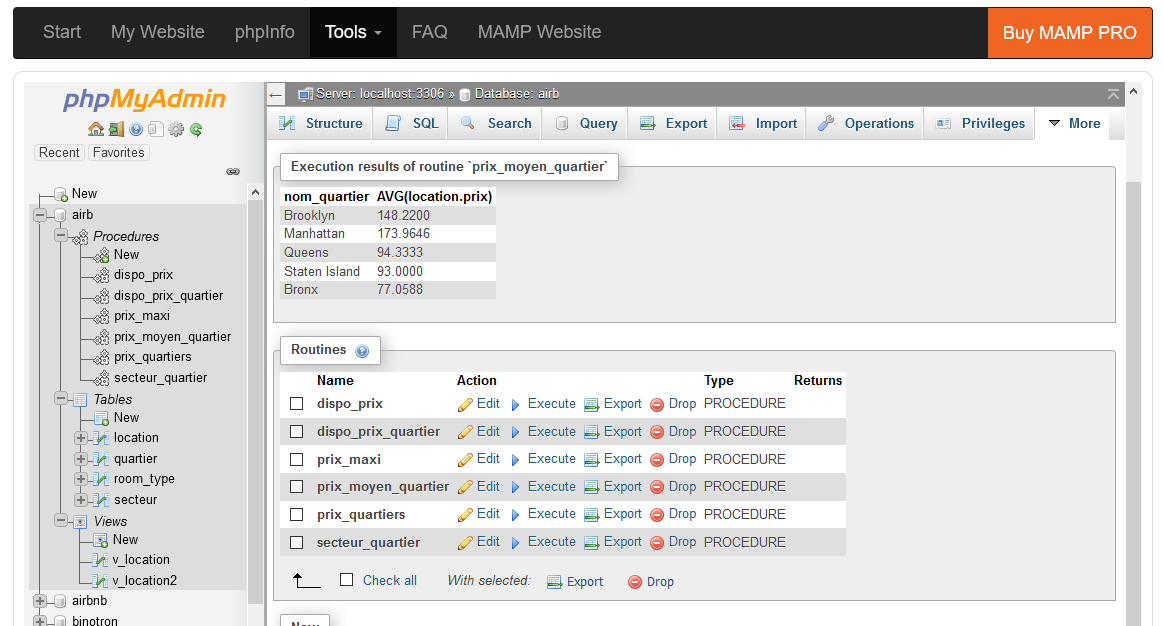 Start My Website phpInfo Tools FAQ MAMP Website Buy MAMP PRO
phpMyAdmin
Recent Favorites
New
airb
Procedures
New
dispo_prix
dispo_prix_quartier
prix_maxi
prix_moyen_quartier
prix_quartiers
secteur_quartier
Tables
New
location
quartier
room_type
secteur
Views
New
v_location
v_location2
airbnb
binotron
Server: localhost:3306 » Database: airb
Structure SQL Search Query Export Import Operations Privileges More
Execution results of routine `prix_moyen_quartier`
nom_quartier AVG(location.prix)
Brooklyn 148.2200
Manhattan 173.9646
Queens 94.3333
Staten Island 93.0000
Bronx 77.0588
Routines
Name Action Type Returns
dispo_prix Edit Execute Export Drop PROCEDURE
dispo_prix_quartier Edit Execute Export Drop PROCEDURE
prix_maxi Edit Execute Export Drop PROCEDURE
prix_moyen_quartier Edit Execute Export Drop PROCEDURE
prix_quartiers Edit Execute Export Drop PROCEDURE
secteur_quartier Edit Execute Export Drop PROCEDURE
Check all With selected: Export Drop
New